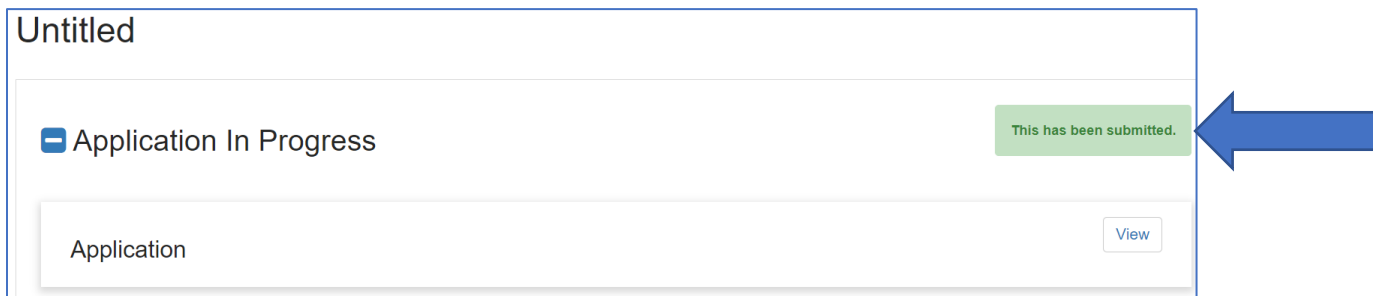 Untitled
Application In Progress
This has been submitted.
Application
View